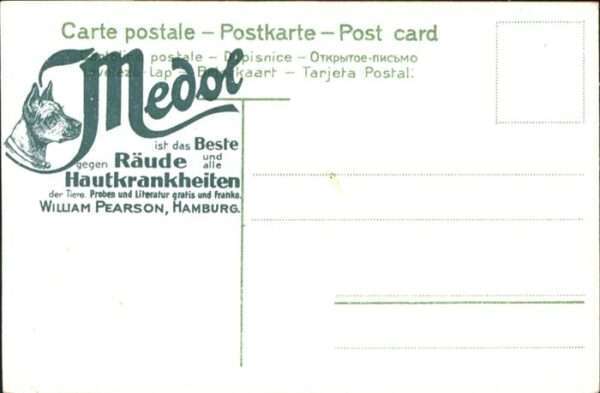 Carte postale – Postkarte – Post card
postale – Dopisnice – Открытое-письмо
Lap – kaart – Tarjeta Postal.
Medol
ist das Beste
gegen Räude und alle
Hautkrankheiten
der Tiere. Proben und Literatur gratis und franko.
WILLIAM PEARSON, HAMBURG.